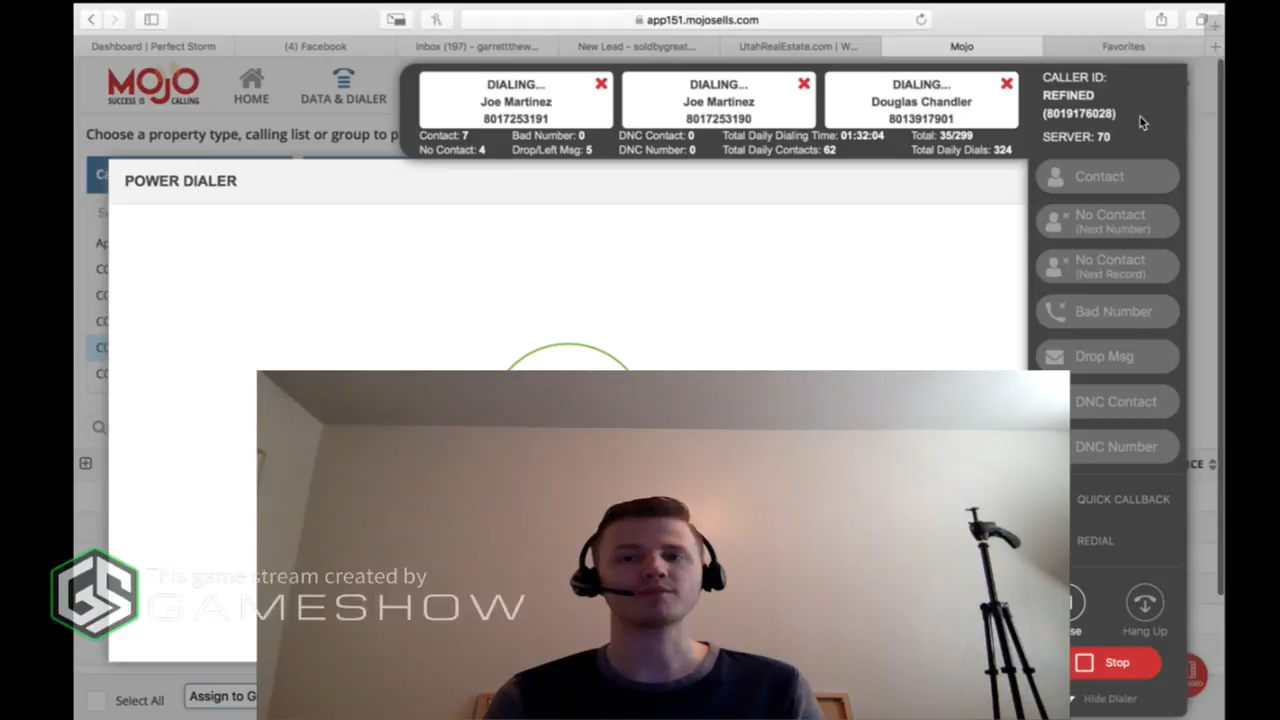 app151.mojosells.com
Dashboard | Perfect Storm
(4) Facebook
Inbox (197) - garrettthew...
New Lead - soldbygreat...
UtahRealEstate.com | W...
Mojo
Favorites
MOJO
SUCCESS IS CALLING
HOME
DATA & DIALER
DIALING...
Joe Martinez
8017253191
DIALING...
Joe Martinez
8017253190
DIALING...
Douglas Chandler
8013917901
Contact: 7 Bad Number: 0 DNC Contact: 0 Total Daily Dialing Time: 01:32:04 Total: 35/299
No Contact: 4 Drop/Left Msg: 5 DNC Number: 0 Total Daily Contacts: 62 Total Daily Dials: 324
CALLER ID:
REFINED
(8019176028)
SERVER: 70
Choose a property type, calling list or group to p
POWER DIALER
Contact
No Contact
(Next Number)
No Contact
(Next Record)
Bad Number
Drop Msg
DNC Contact
DNC Number
QUICK CALLBACK
REDIAL
se
Hang Up
Stop
Hide Dialer
This game stream created by
GS GAMESHOW
Select All
Assign to G